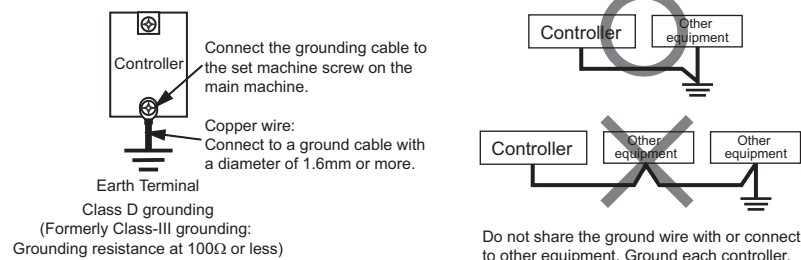 Controller
Connect the grounding cable to
the set machine screw on the
main machine.
Copper wire:
Connect to a ground cable with
a diameter of 1.6mm or more.
Earth Terminal
Class D grounding
(Formerly Class-III grounding:
Grounding resistance at 100Ω or less)
Controller
Other
equipment
Controller
Other
equipment
Other
equipment
Do not share the ground wire with or connect
to other equipment. Ground each controller.